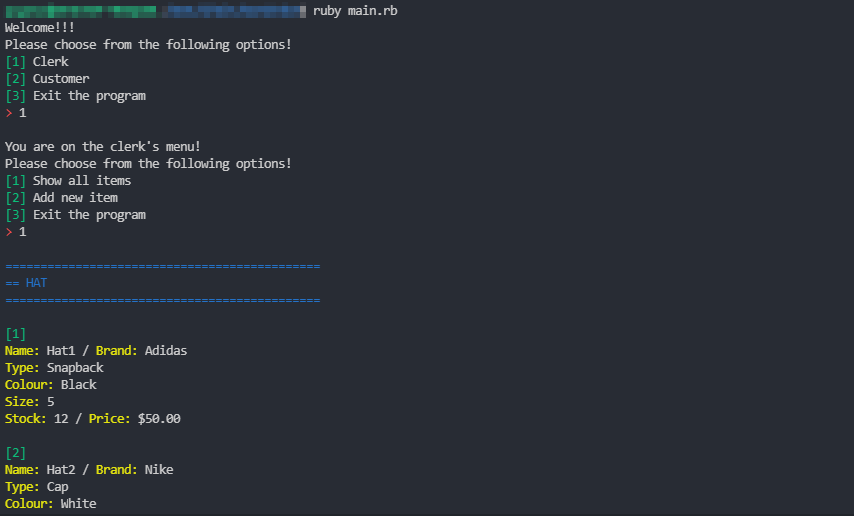 ruby main.rb
Welcome!!!
Please choose from the following options!
[1] Clerk
[2] Customer
[3] Exit the program
> 1
You are on the clerk's menu!
Please choose from the following options!
[1] Show all items
[2] Add new item
[3] Exit the program
> 1
=============================================
== HAT
=============================================
[1]
Name: Hat1 / Brand: Adidas
Type: Snapback
Colour: Black
Size: 5
Stock: 12 / Price: $50.00
[2]
Name: Hat2 / Brand: Nike
Type: Cap
Colour: White